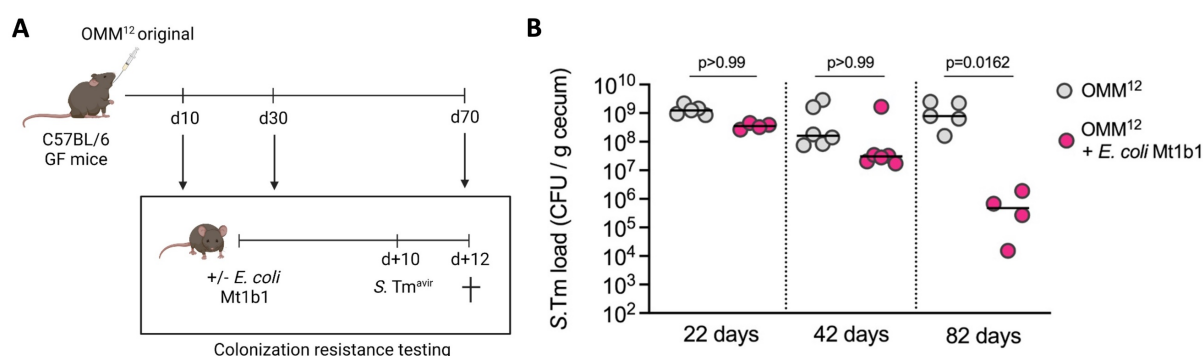 A
OMM¹² original
C57BL/6
GF mice
d10
d30
d70
+/- E. coli
Mt1b1
d+10
S. Tmᵃᵛⁱʳ
d+12
Colonization resistance testing
B
S.Tm load (CFU / g cecum)
p>0.99
p>0.99
p=0.0162
10¹⁰
10⁹
10⁸
10⁷
10⁶
10⁵
10⁴
10³
10²
22 days
42 days
82 days
OMM¹²
OMM¹²
+ E. coli Mt1b1